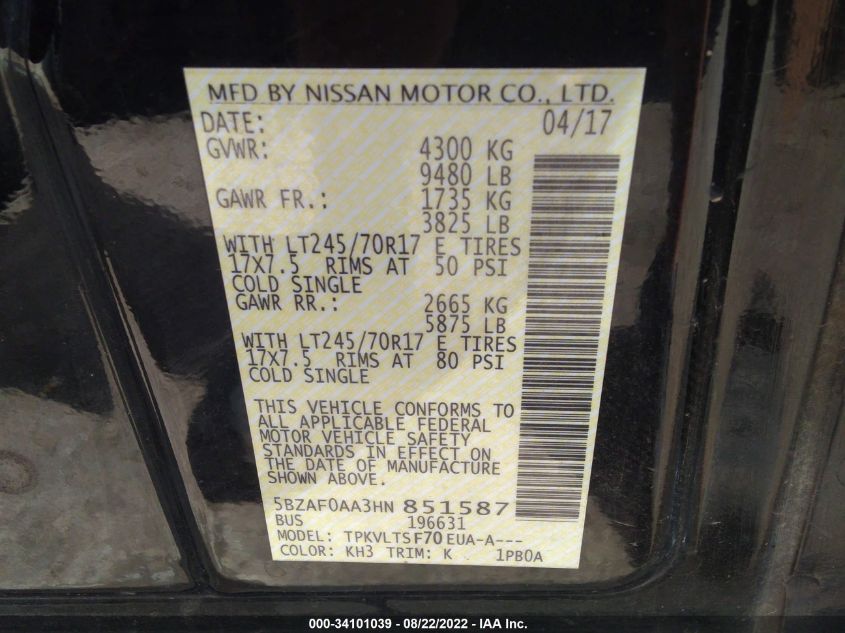 MFD BY NISSAN MOTOR CO., LTD.
DATE: 04/17
GVWR: 4300 KG
9480 LB
GAWR FR.: 1735 KG
3825 LB
WITH LT245/70R17 E TIRES
17X7.5 RIMS AT 50 PSI
COLD SINGLE
GAWR RR.: 2665 KG
5875 LB
WITH LT245/70R17 E TIRES
17X7.5 RIMS AT 80 PSI
COLD SINGLE
THIS VEHICLE CONFORMS TO
ALL APPLICABLE FEDERAL
MOTOR VEHICLE SAFETY
STANDARDS IN EFFECT ON
THE DATE OF MANUFACTURE
SHOWN ABOVE.
5BZAF0AA3HN 851587
BUS 196631
MODEL: TPKVLTSF70EUA-A---
COLOR: KH3 TRIM: K 1PB0A
000-34101039 - 08/22/2022 - IAA Inc.